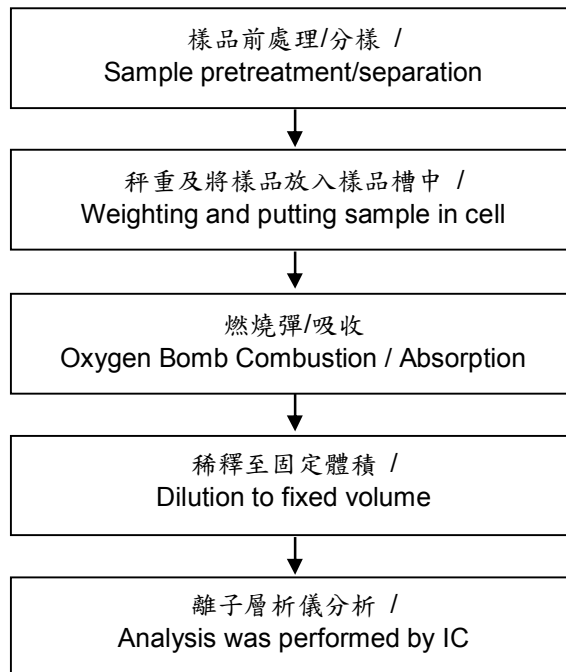 樣品前處理/分樣 /
Sample pretreatment/separation
秤重及將樣品放入樣品槽中 /
Weighting and putting sample in cell
燃燒彈/吸收
Oxygen Bomb Combustion / Absorption
稀釋至固定體積 /
Dilution to fixed volume
離子層析儀分析 /
Analysis was performed by IC